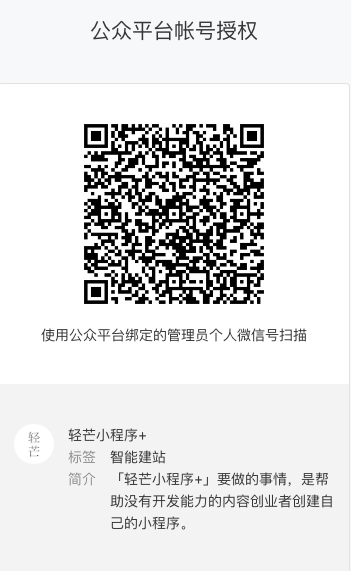 公众平台帐号授权
使用公众平台绑定的管理员个人微信号扫描
轻芒
轻芒小程序+
标签 智能建站
简介 「轻芒小程序+」要做的事情，是帮
助没有开发能力的内容创业者创建自
己的小程序。